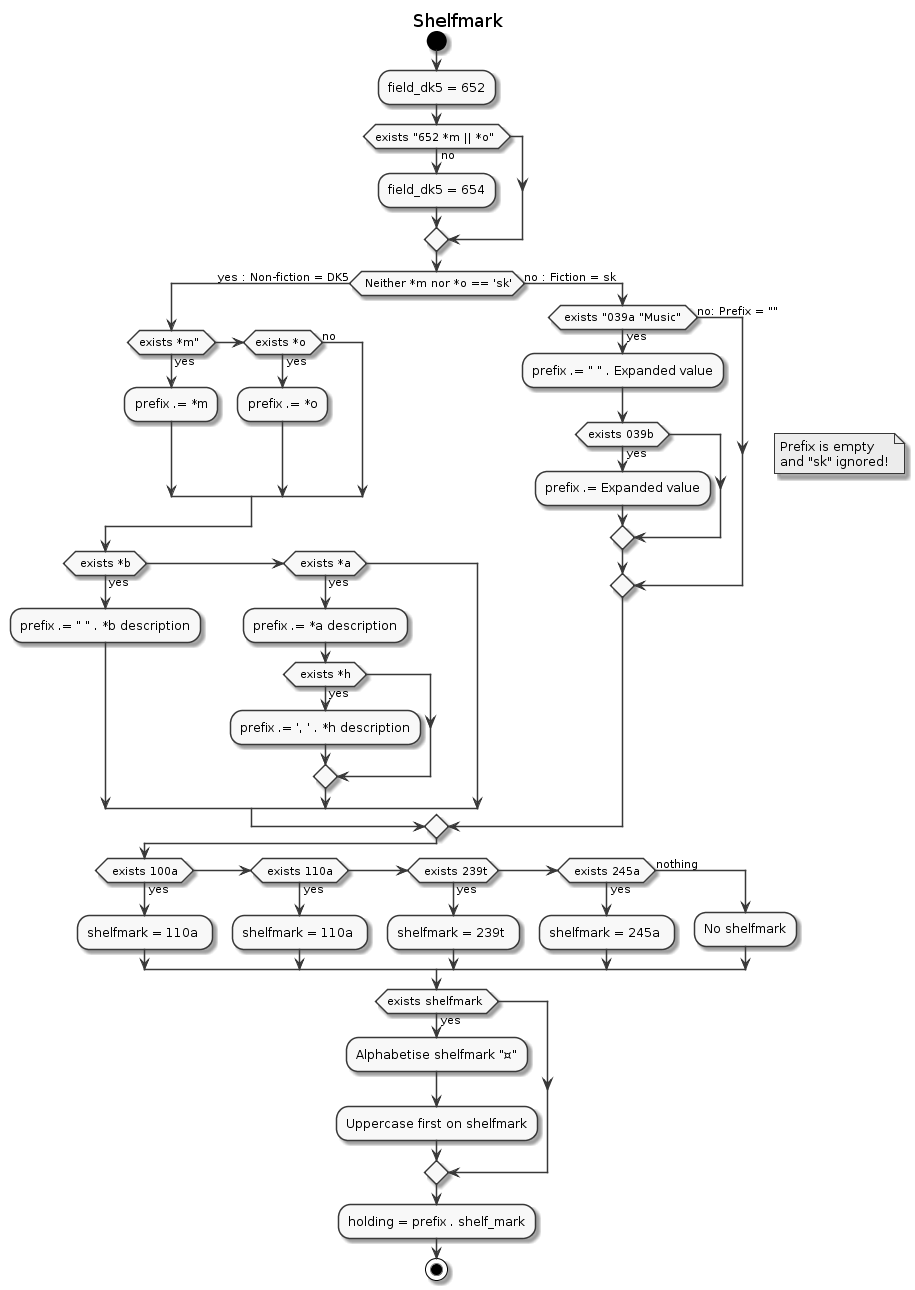 Shelfmark
field_dk5 = 652
exists "652 *m || *o"
no
field_dk5 = 654
yes : Non-fiction = DK5
Neither *m nor *o == 'sk'
no : Fiction = sk
exists "039a "Music"
no: Prefix = ""
yes
prefix .= " " . Expanded value
exists 039b
yes
prefix .= Expanded value
Prefix is empty
and "sk" ignored!
exists *m"
yes
prefix .= *m
exists *o
no
yes
prefix .= *o
exists *b
yes
prefix .= " " . *b description
exists *a
yes
prefix .= *a description
exists *h
yes
prefix .= ', ' . *h description
exists 100a
yes
shelfmark = 110a
exists 110a
yes
shelfmark = 110a
exists 239t
yes
shelfmark = 239t
exists 245a
yes
shelfmark = 245a
nothing
No shelfmark
exists shelfmark
yes
Alphabetise shelfmark "¤"
Uppercase first on shelfmark
holding = prefix . shelf_mark